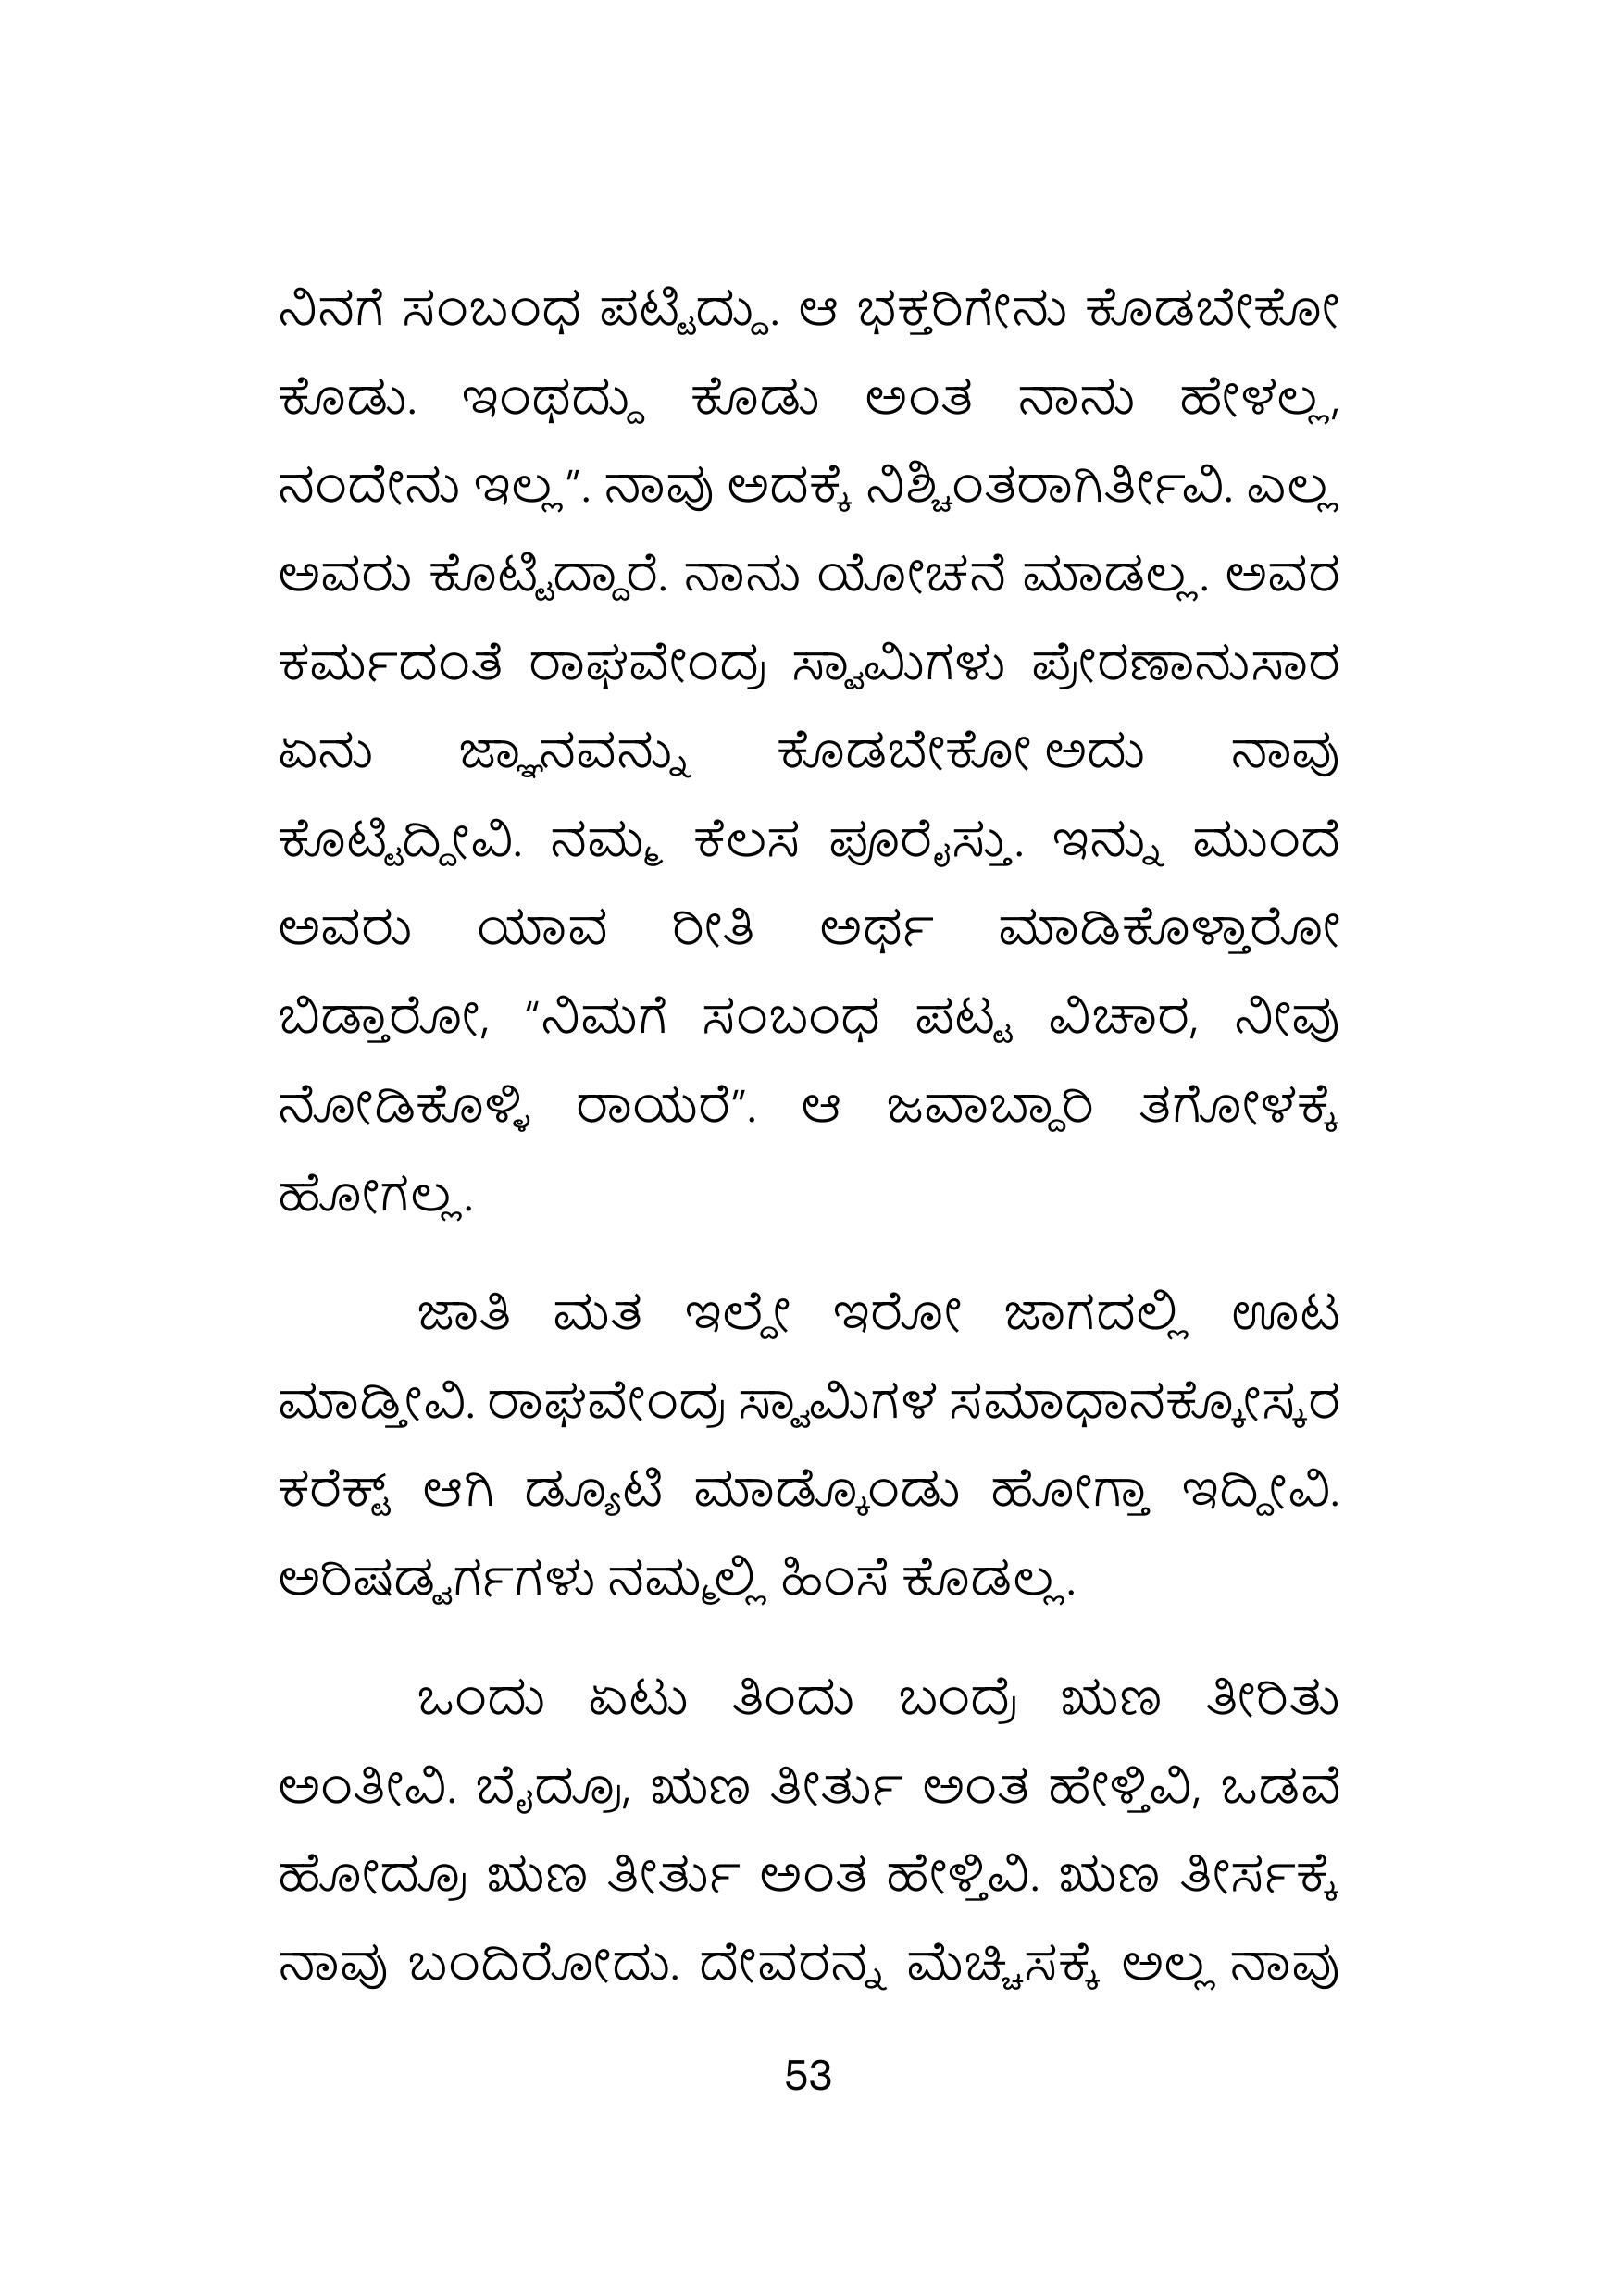 ನಿನಗೆ ಸಂಬಂಧ ಪಟ್ಟಿದ್ದು. ಆ ಭಕ್ತರಿಗೇನು ಕೊಡಬೇಕೋ
ಕೊಡು. ಇಂಥದ್ದು ಕೊಡು ಅಂತ ನಾನು ಹೇಳಲ್ಲ,
ನಂದೇನು ಇಲ್ಲ”. ನಾವು ಅದಕ್ಕೆ ನಿಶ್ಚಿಂತರಾಗಿರ್ತೀವಿ. ಎಲ್ಲ
ಅವರು ಕೊಟ್ಟಿದ್ದಾರೆ. ನಾನು ಯೋಚನೆ ಮಾಡಲ್ಲ. ಅವರ
ಕರ್ಮದಂತೆ ರಾಘವೇಂದ್ರ ಸ್ವಾಮಿಗಳು ಪ್ರೇರಣಾನುಸಾರ
ಏನು ಜ್ಞಾನವನ್ನು ಕೊಡಬೇಕೋ ಅದು ನಾವು
ಕೊಟ್ಟಿದ್ದೀವಿ. ನಮ್ಮ ಕೆಲಸ ಪೂರೈಸ್ತು. ಇನ್ನು ಮುಂದೆ
ಅವರು ಯಾವ ರೀತಿ ಅರ್ಥ ಮಾಡಿಕೊಳ್ತಾರೋ
ಬಿಡ್ತಾರೋ, “ನಿಮಗೆ ಸಂಬಂಧ ಪಟ್ಟ ವಿಚಾರ, ನೀವು
ನೋಡಿಕೊಳ್ಳಿ ರಾಯರೆ”. ಆ ಜವಾಬ್ದಾರಿ ತಗೋಳಕ್ಕೆ
ಹೋಗಲ್ಲ.
ಜಾತಿ ಮತ ಇಲ್ದೇ ಇರೋ ಜಾಗದಲ್ಲಿ ಊಟ
ಮಾಡ್ತೀವಿ. ರಾಘವೇಂದ್ರ ಸ್ವಾಮಿಗಳ ಸಮಾಧಾನಕ್ಕೋಸ್ಕರ
ಕರೆಕ್ಟ್ ಆಗಿ ಡ್ಯೂಟಿ ಮಾಡ್ಕೊಂಡು ಹೋಗ್ತಾ ಇದ್ದೀವಿ.
ಅರಿಷಡ್ವರ್ಗಗಳು ನಮ್ಮಲ್ಲಿ ಹಿಂಸೆ ಕೊಡಲ್ಲ.
ಒಂದು ಏಟು ತಿಂದು ಬಂದ್ರೆ ಋಣ ತೀರಿತು
ಅಂತೀವಿ. ಬೈದ್ರೂ, ಋಣ ತೀರ್ತು ಅಂತ ಹೇಳ್ತಿವಿ, ಒಡವೆ
ಹೋದ್ರೂ ಋಣ ತೀರ್ತು ಅಂತ ಹೇಳ್ತಿವಿ. ಋಣ ತೀರ್ಸಕ್ಕೆ
ನಾವು ಬಂದಿರೋದು. ದೇವರನ್ನ ಮೆಚ್ಚಿಸಕ್ಕೆ ಅಲ್ಲ ನಾವು
53